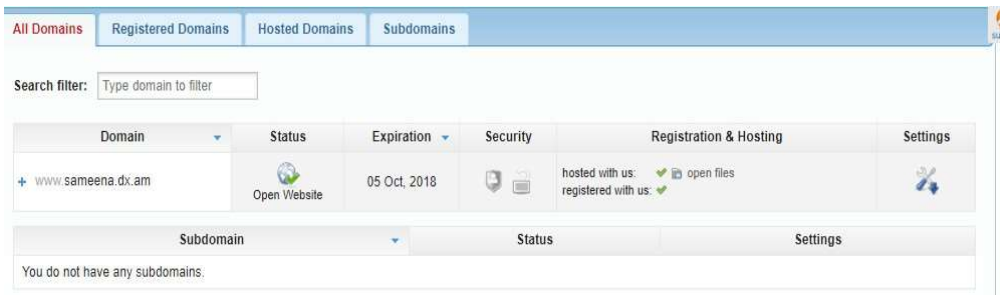 All Domains Registered Domains Hosted Domains Subdomains
Search filter: Type domain to filter
Domain Status Expiration Security Registration & Hosting Settings
www.sameena.dx.am Open Website 05 Oct, 2018 hosted with us: open files
registered with us:
Subdomain Status Settings
You do not have any subdomains.